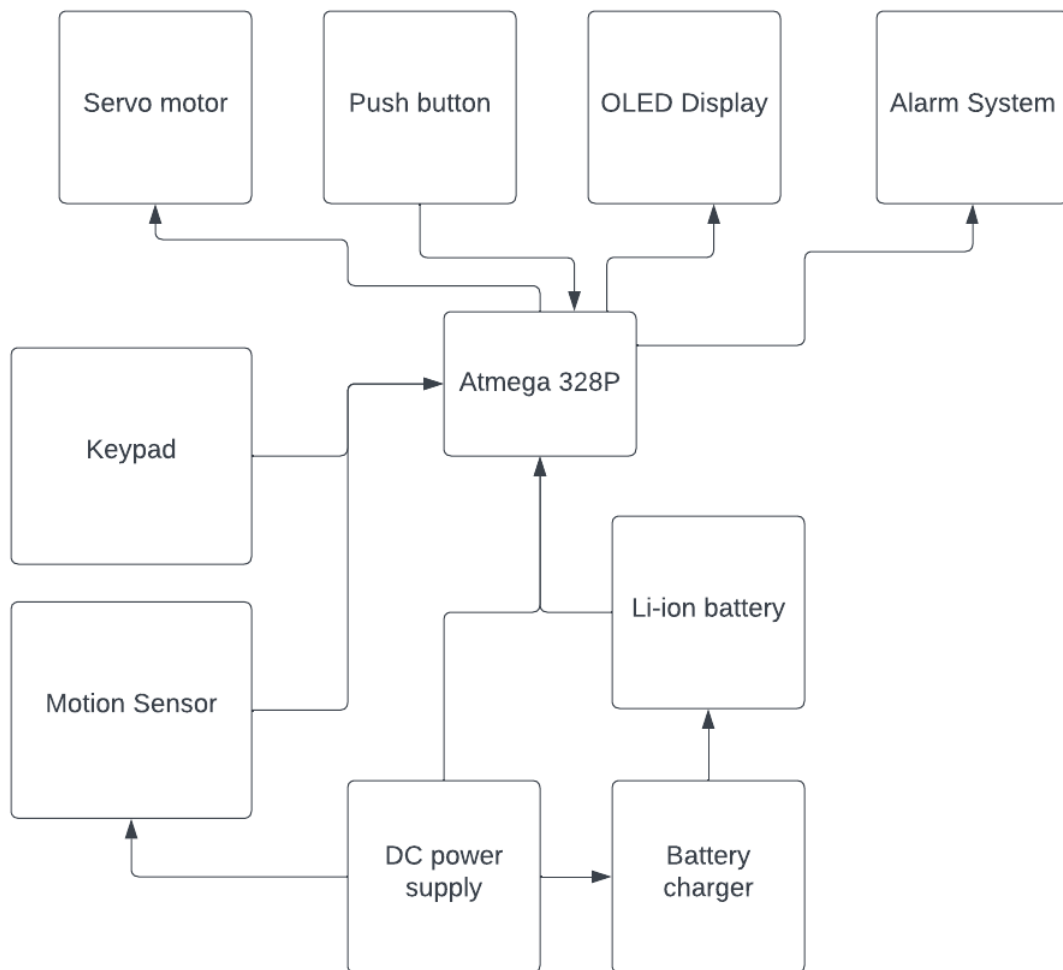 Servo motor
Push button
OLED Display
Alarm System
Atmega 328P
Keypad
Li-ion battery
Motion Sensor
DC power
supply
Battery
charger